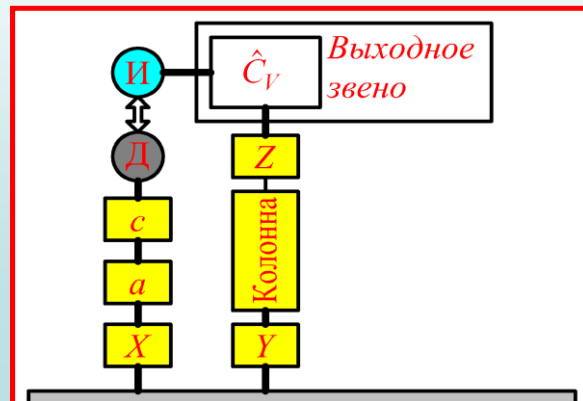 И
Ĉ_V
Выходное
звено
Д
Z
с
Колонна
а
X
Y